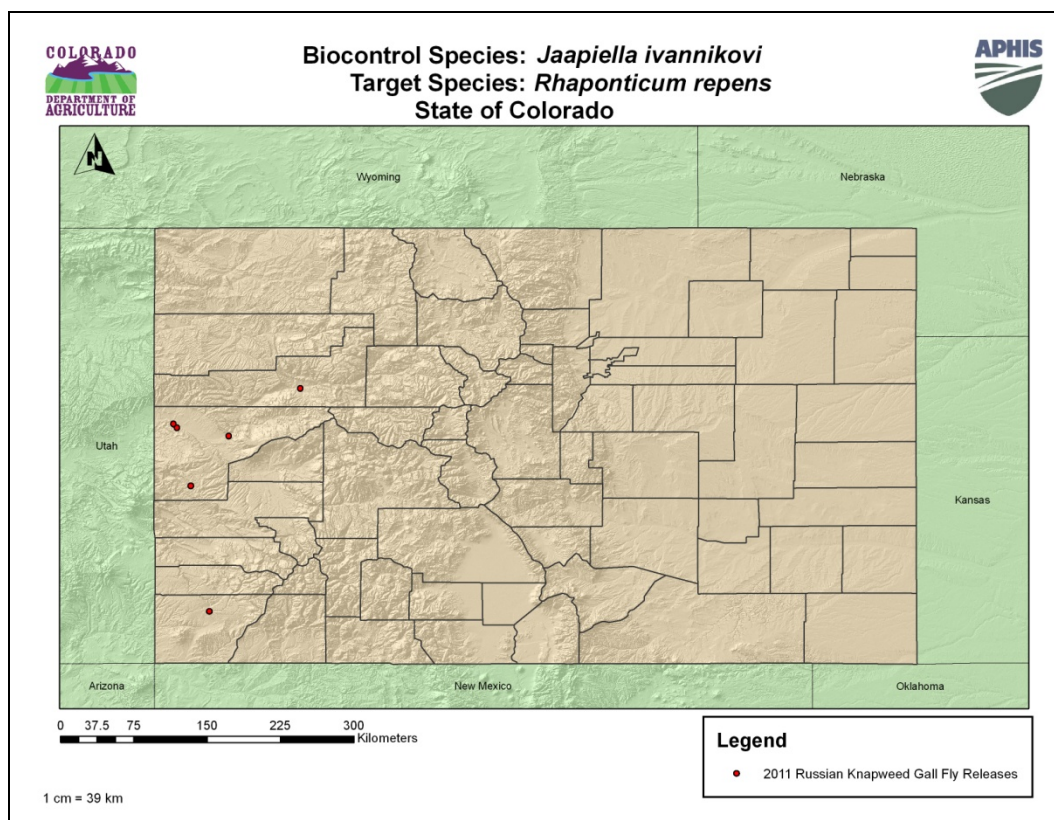 COLORADO
DEPARTMENT OF
AGRICULTURE
Biocontrol Species: Jaapiella ivannikovi
Target Species: Rhaponticum repens
State of Colorado
APHIS
N
Wyoming
Nebraska
Utah
Kansas
Arizona
New Mexico
Oklahoma
0 37.5 75 150 225 300
Kilometers
Legend
2011 Russian Knapweed Gall Fly Releases
1 cm = 39 km